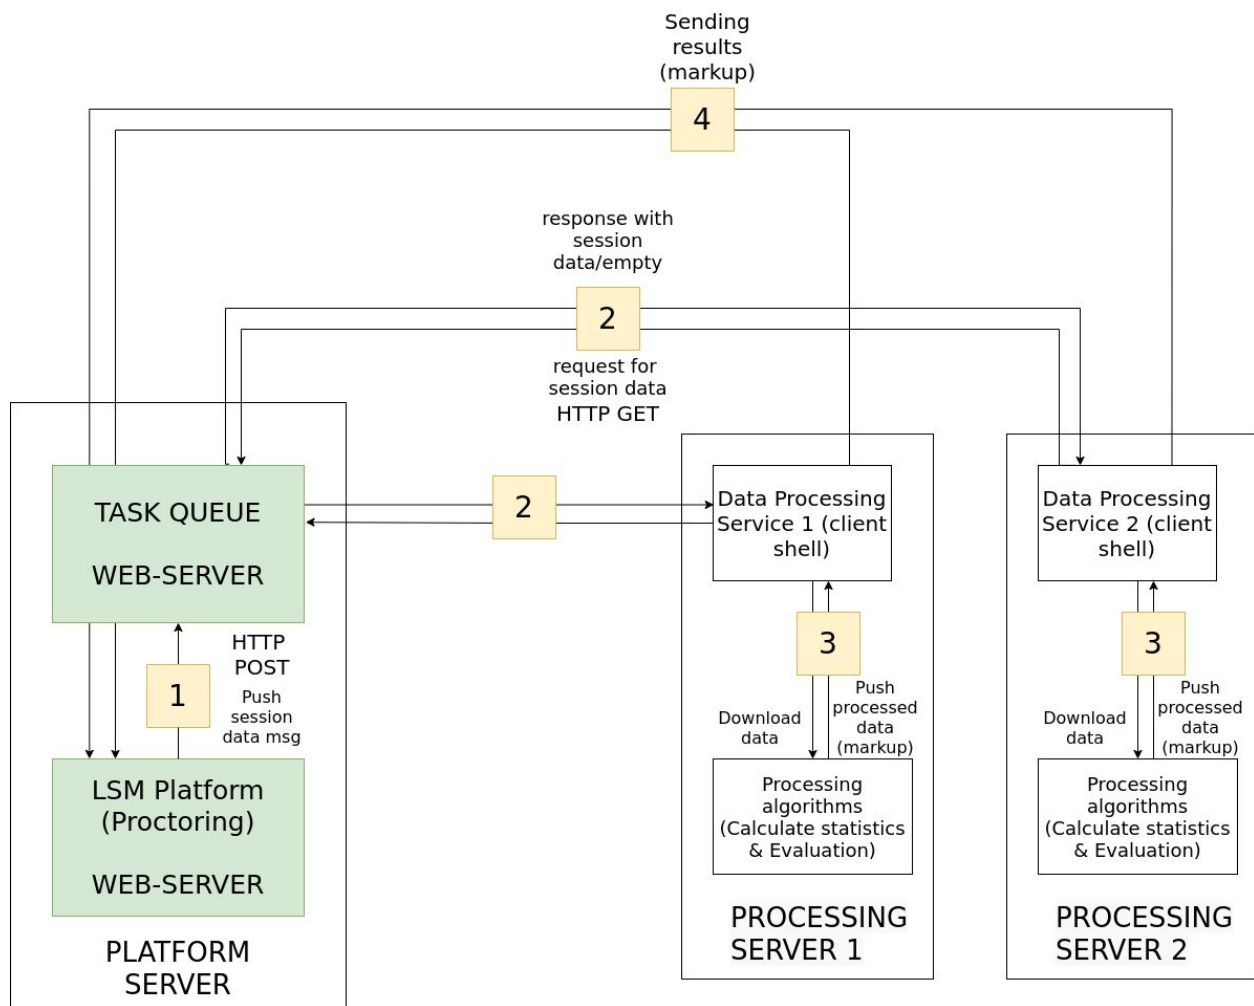 Sending
results
(markup)
4
response with
session
data/empty
2
request for
session data
HTTP GET
TASK QUEUE
WEB-SERVER
2
Data Processing
Service 1 (client
shell)
Data Processing
Service 2 (client
shell)
HTTP
POST
1
Push
session
data msg
3
Download
data
Push
processed
data
(markup)
3
Download
data
Push
processed
data
(markup)
LSM Platform
(Proctoring)
WEB-SERVER
Processing
algorithms
(Calculate statistics
& Evaluation)
Processing
algorithms
(Calculate statistics
& Evaluation)
PLATFORM
SERVER
PROCESSING
SERVER 1
PROCESSING
SERVER 2